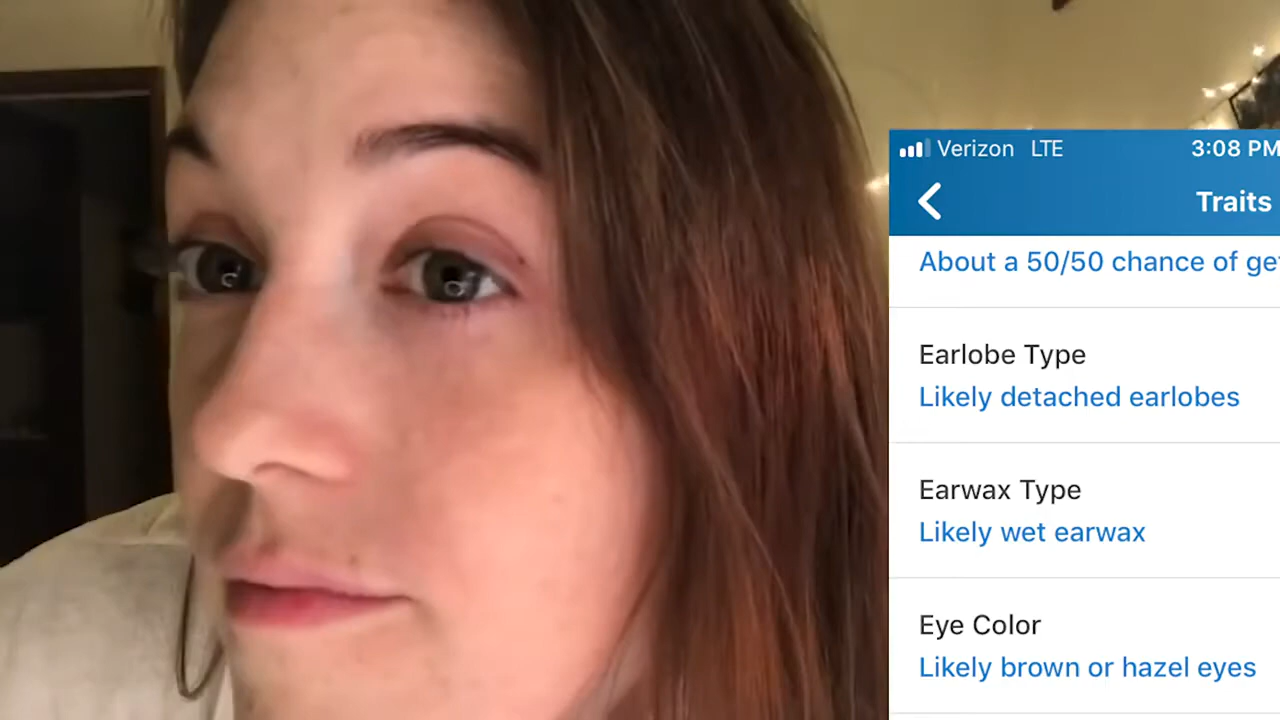 Verizon LTE 3:08 PM
Traits
About a 50/50 chance of ge
Earlobe Type
Likely detached earlobes
Earwax Type
Likely wet earwax
Eye Color
Likely brown or hazel eyes